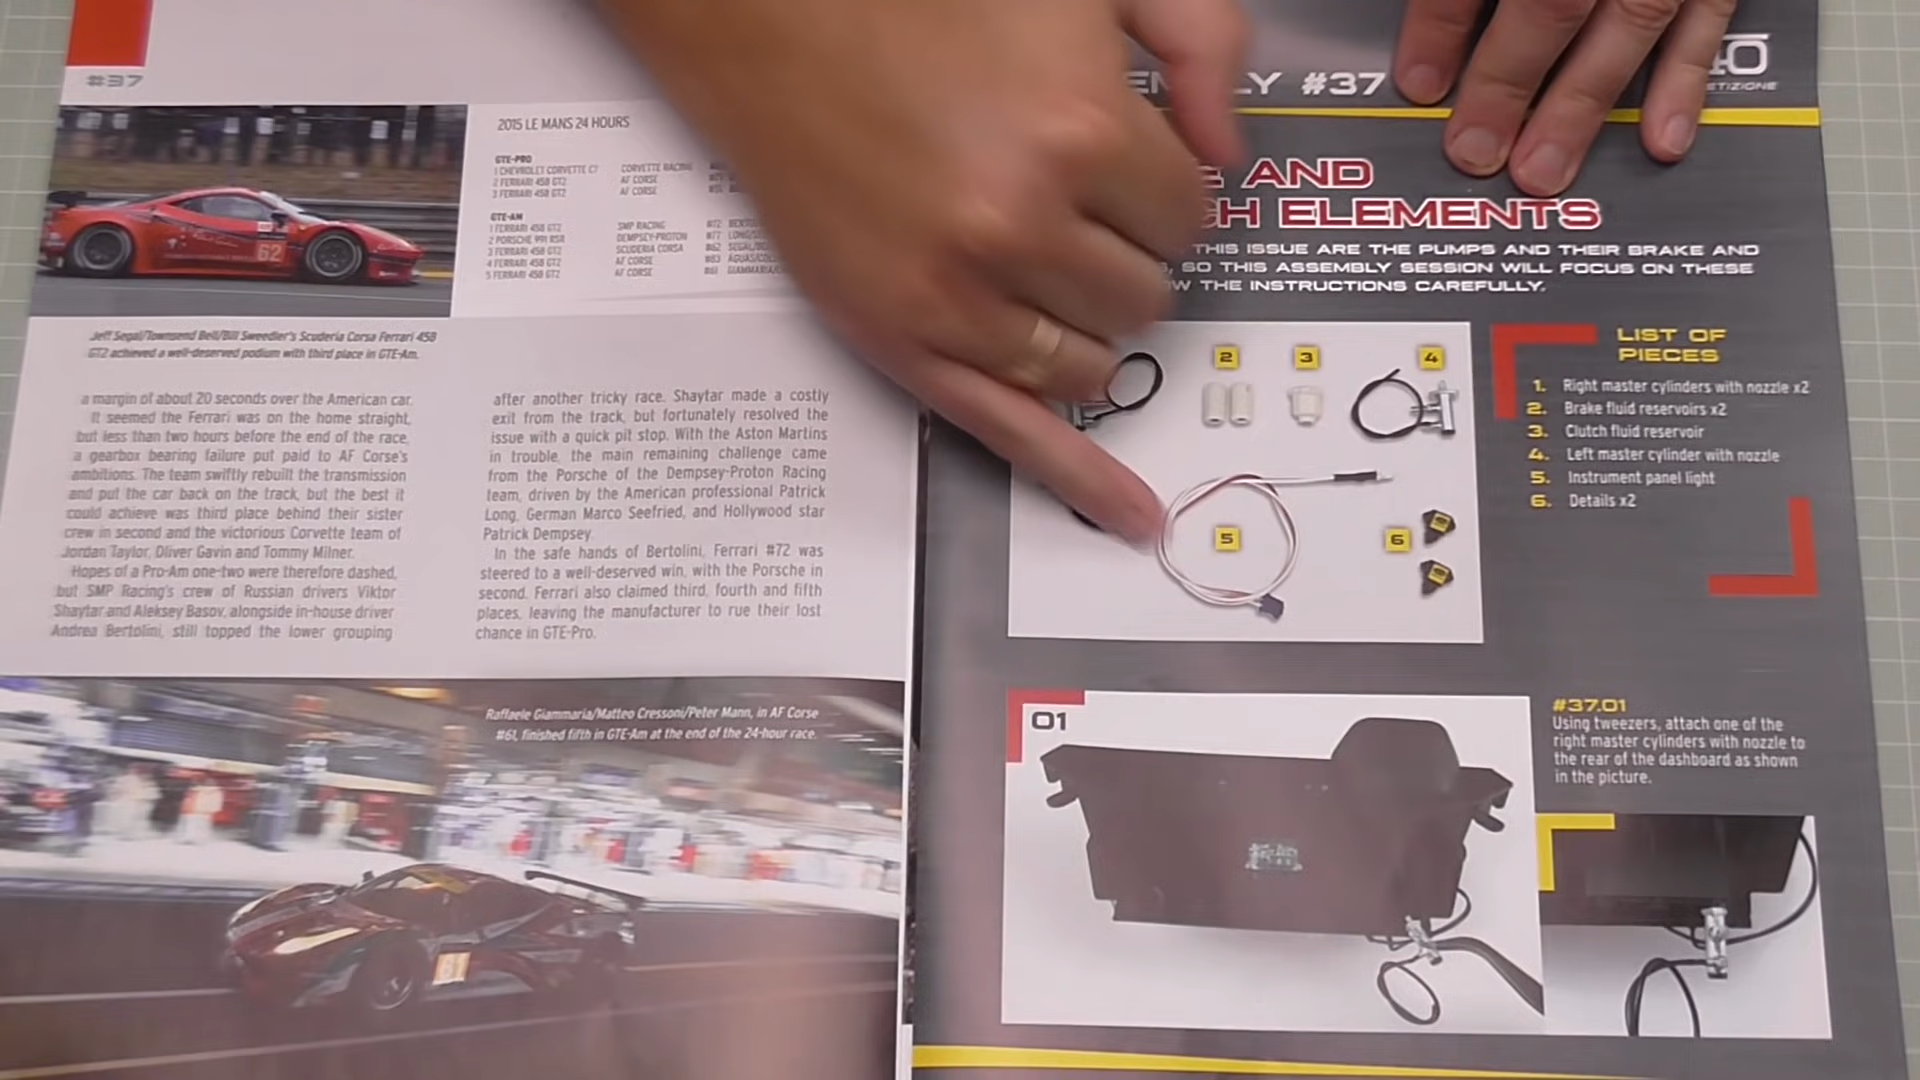 #37
2015 LE MANS 24 HOURS
GTE-PRO
1 CHEVROLET CORVETTE C7 CORVETTE RACING
2 FERRARI 458 GT2 AF CORSE
3 FERRARI 458 GT2 AF CORSE
GTE-AM
1 FERRARI 458 GT2 SMP RACING #72
2 PORSCHE 991 RSR DEMPSEY-PROTON #77
3 FERRARI 458 GT2 SCUDERIA CORSA #62
4 FERRARI 458 GT2 AF CORSE #83
5 FERRARI 458 GT2 AF CORSE #61
62
Jeff Segal/Townsend Bell/Bill Sweedler's Scuderia Corsa Ferrari 458
GT2 achieved a well-deserved podium with third place in GTE-Am.
a margin of about 20 seconds over the American car.
It seemed the Ferrari was on the home straight,
but less than two hours before the end of the race,
a gearbox bearing failure put paid to AF Corse's
ambitions. The team swiftly rebuilt the transmission
and put the car back on the track, but the best it
could achieve was third place behind their sister
crew in second and the victorious Corvette team of
Jordan Taylor, Oliver Gavin and Tommy Milner.
Hopes of a Pro-Am one-two were therefore dashed,
but SMP Racing's crew of Russian drivers Viktor
Shaytar and Aleksey Basov, alongside in-house driver
Andrea Bertolini, still topped the lower grouping
after another tricky race. Shaytar made a costly
exit from the track, but fortunately resolved the
issue with a quick pit stop. With the Aston Martins
in trouble, the main remaining challenge came
from the Porsche of the Dempsey-Proton Racing
team, driven by the American professional Patrick
Long, German Marco Seefried, and Hollywood star
Patrick Dempsey.
In the safe hands of Bertolini, Ferrari #72 was
steered to a well-deserved win, with the Porsche in
second. Ferrari also claimed third, fourth and fifth
places, leaving the manufacturer to rue their lost
chance in GTE-Pro.
Raffaele Giammaria/Matteo Cressoni/Peter Mann, in AF Corse
#61, finished fifth in GTE-Am at the end of the 24-hour race.
61
#37
AND
ELEMENTS
THIS ISSUE ARE THE PUMPS AND THEIR BRAKE AND
SO THIS ASSEMBLY SESSION WILL FOCUS ON THESE
THE INSTRUCTIONS CAREFULLY.
2
3
4
5
6
LIST OF
PIECES
1. Right master cylinders with nozzle x2
2. Brake fluid reservoirs x2
3. Clutch fluid reservoir
4. Left master cylinder with nozzle
5. Instrument panel light
6. Details x2
01
#37.01
Using tweezers, attach one of the
right master cylinders with nozzle to
the rear of the dashboard as shown
in the picture.